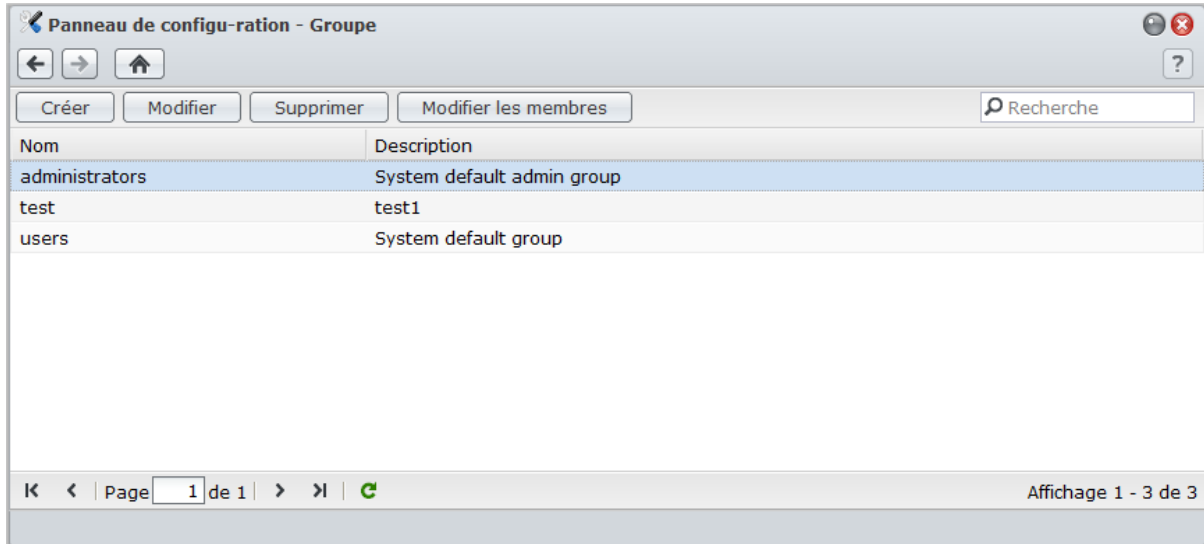 Panneau de configu-ration - Groupe
?
Créer Modifier Supprimer Modifier les membres Recherche
Nom Description
administrators System default admin group
test test1
users System default group
Page 1 de 1 Affichage 1 - 3 de 3